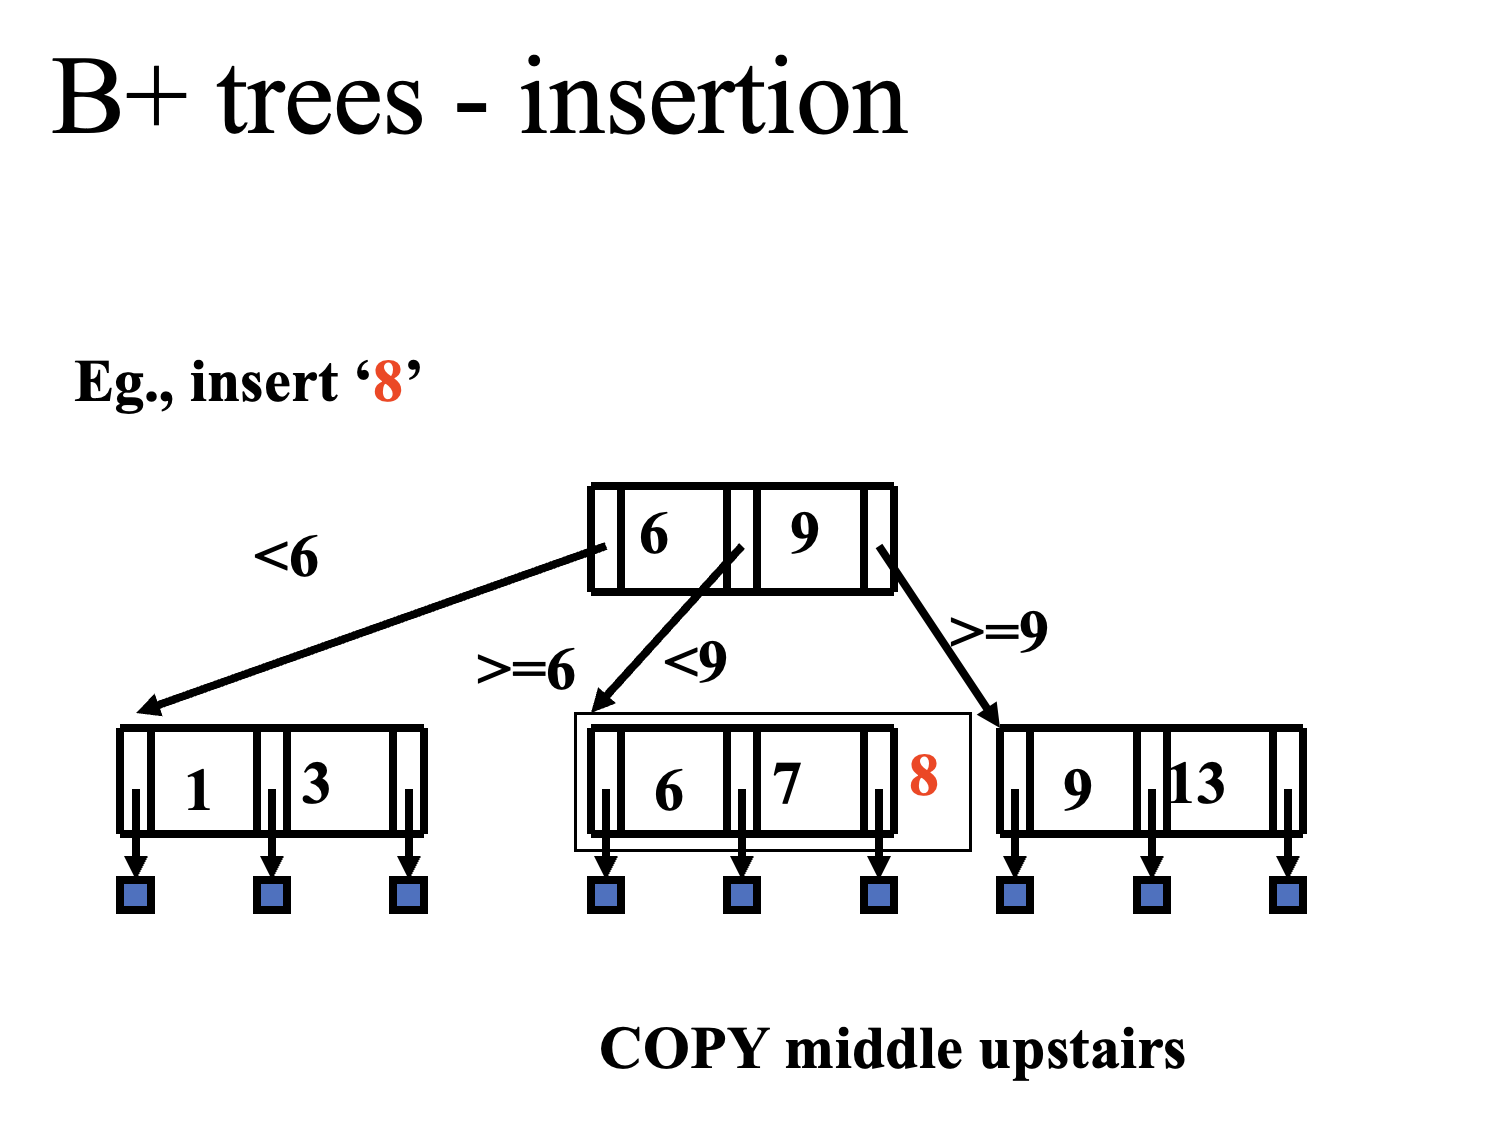 B+ trees - insertion
Eg., insert ‘8’
6 9
<6
>=6 <9 >=9
1 3 6 7 8 9 13
COPY middle upstairs